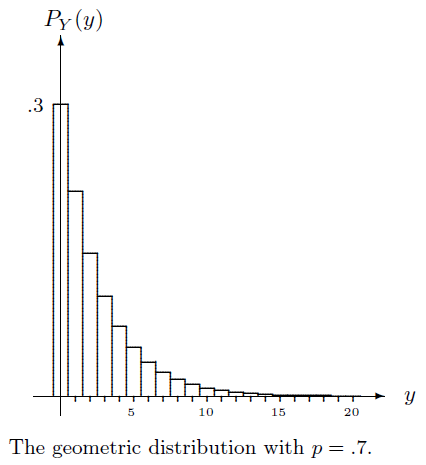 P_Y(y)
.3
5 10 15 20 y
The geometric distribution with p = .7.